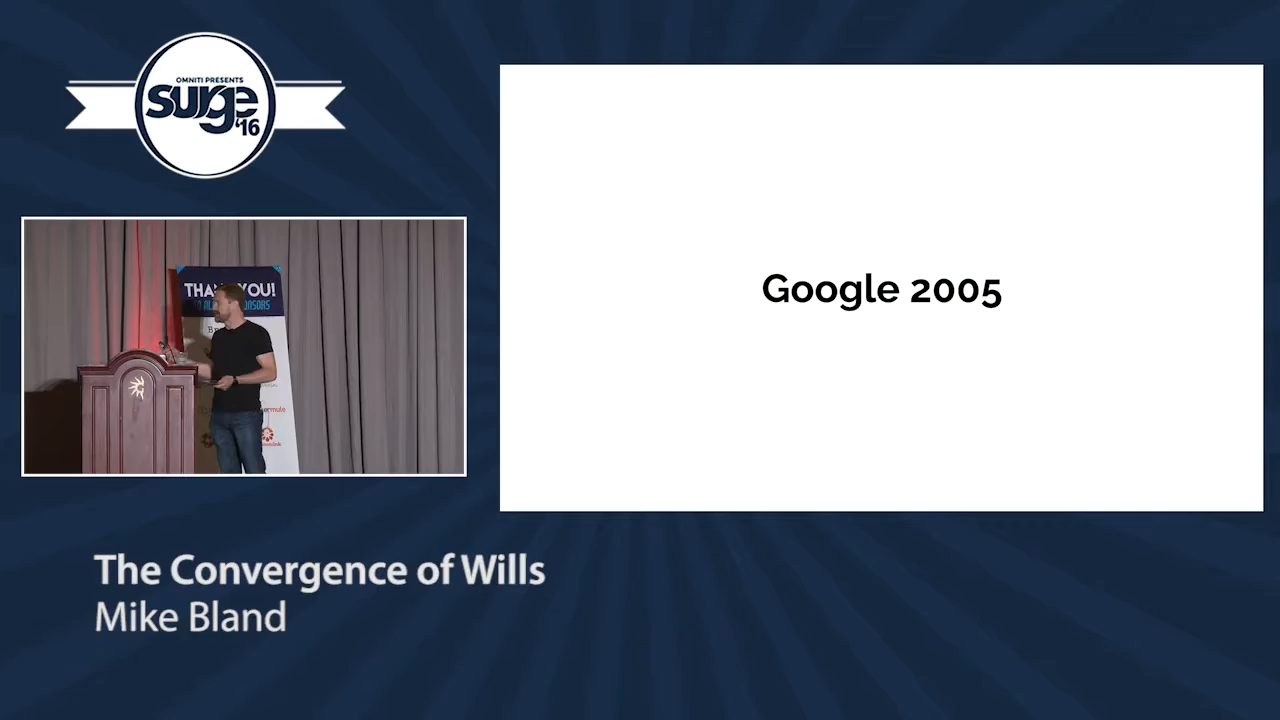 OMNITI PRESENTS
surge
'16
THANK YOU!
Google 2005
The Convergence of Wills
Mike Bland